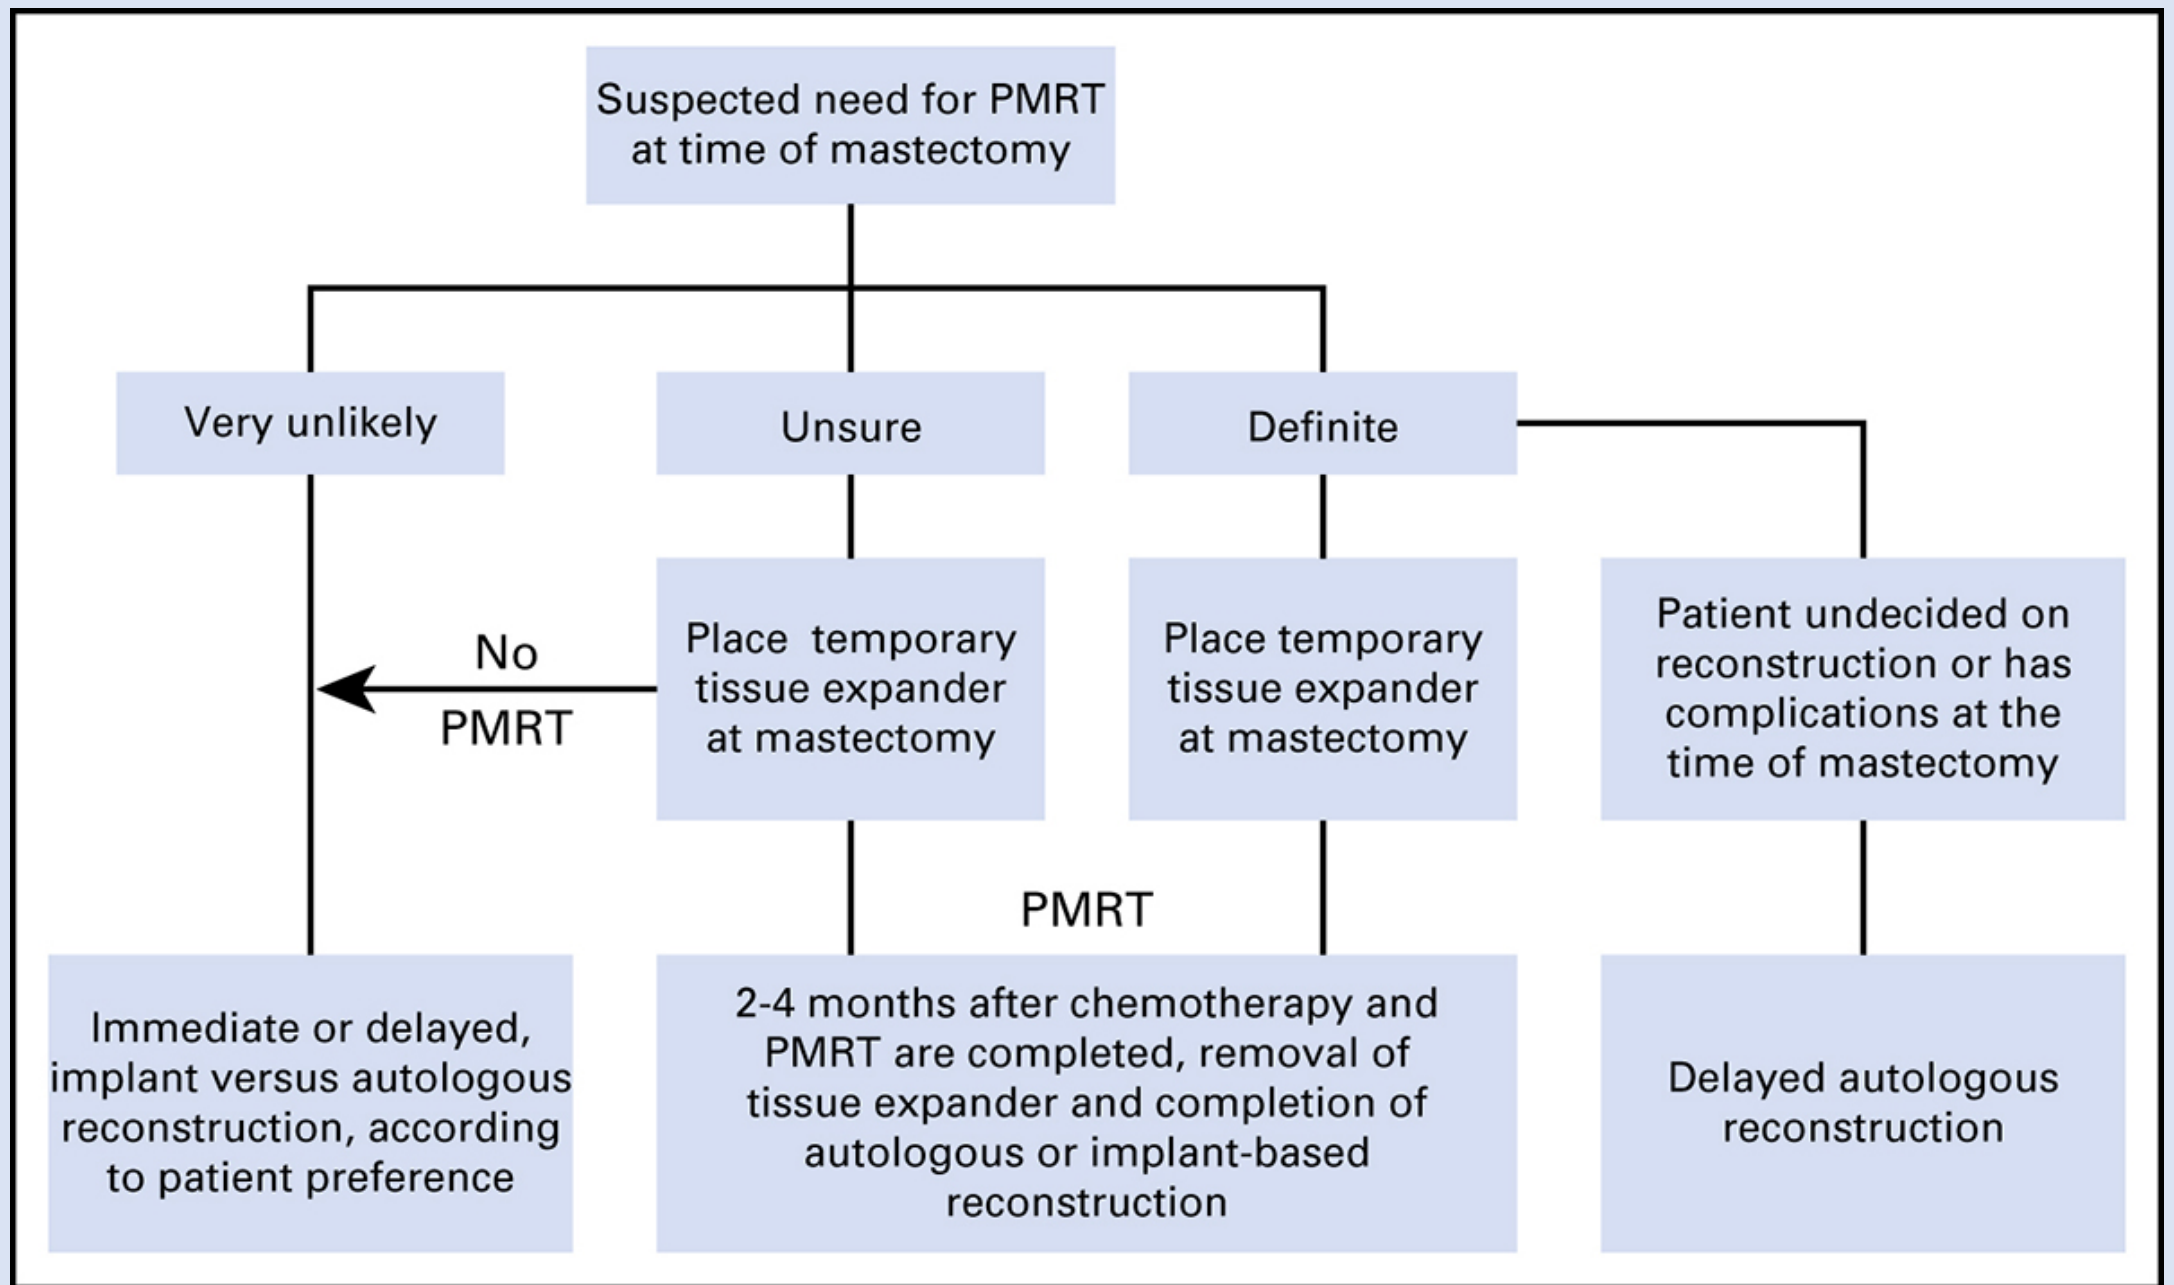 Suspected need for PMRT
at time of mastectomy
Very unlikely
Unsure
Definite
No
PMRT
Place temporary
tissue expander
at mastectomy
Place temporary
tissue expander
at mastectomy
Patient undecided on
reconstruction or has
complications at the
time of mastectomy
PMRT
Immediate or delayed,
implant versus autologous
reconstruction, according
to patient preference
2-4 months after chemotherapy and
PMRT are completed, removal of
tissue expander and completion of
autologous or implant-based
reconstruction
Delayed autologous
reconstruction